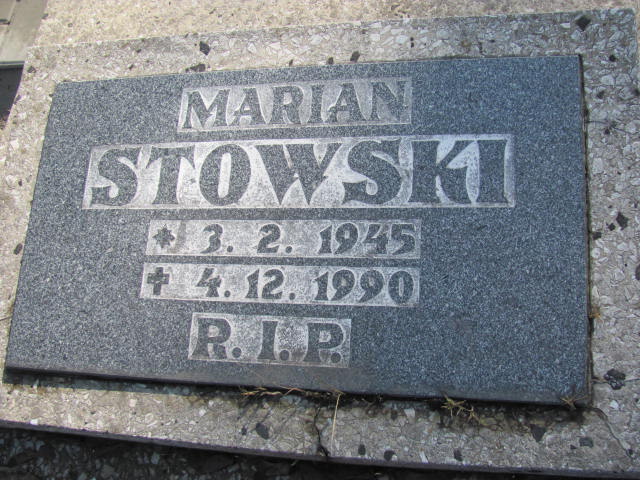 MARIAN
STOWSKI
* 3. 2. 1945
✝ 4. 12. 1990
R. I. P.